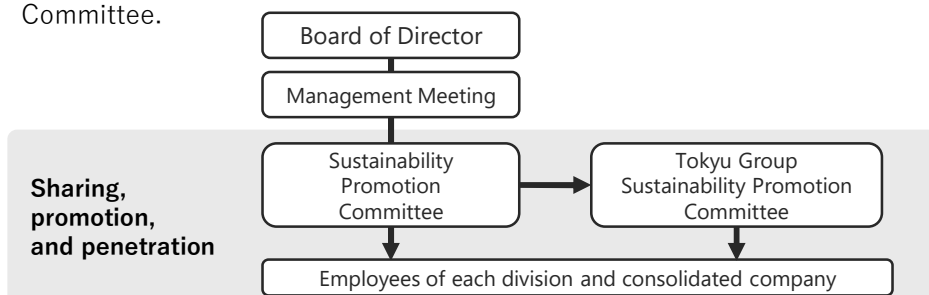 Committee.
Board of Director
Management Meeting
Sharing,
promotion,
and penetration
Sustainability
Promotion
Committee
Tokyu Group
Sustainability Promotion
Committee
Employees of each division and consolidated company